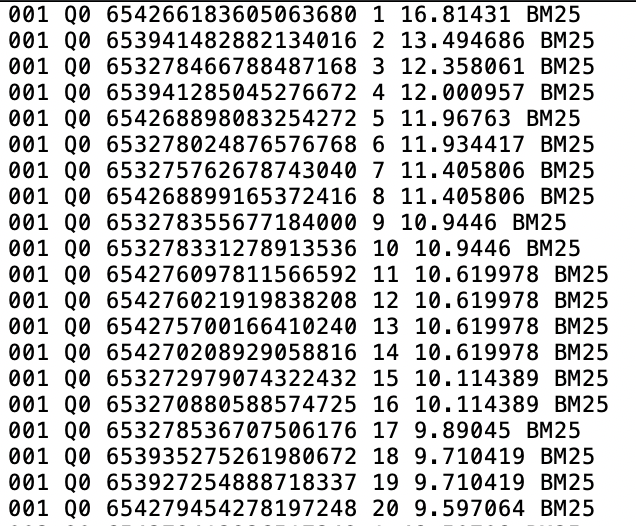 001 Q0 654266183605063680 1 16.81431 BM25
001 Q0 653941482882134016 2 13.494686 BM25
001 Q0 653278466788487168 3 12.358061 BM25
001 Q0 653941285045276672 4 12.000957 BM25
001 Q0 654268898083254272 5 11.96763 BM25
001 Q0 653278024876576768 6 11.934417 BM25
001 Q0 653275762678743040 7 11.405806 BM25
001 Q0 654268899165372416 8 11.405806 BM25
001 Q0 653278355677184000 9 10.9446 BM25
001 Q0 653278331278913536 10 10.9446 BM25
001 Q0 654276097811566592 11 10.619978 BM25
001 Q0 654276021919838208 12 10.619978 BM25
001 Q0 654275700166410240 13 10.619978 BM25
001 Q0 654270208929058816 14 10.619978 BM25
001 Q0 653272979074322432 15 10.114389 BM25
001 Q0 653270880588574725 16 10.114389 BM25
001 Q0 653278536707506176 17 9.89045 BM25
001 Q0 653935275261980672 18 9.710419 BM25
001 Q0 653927254888718337 19 9.710419 BM25
001 Q0 654279454278197248 20 9.597064 BM25